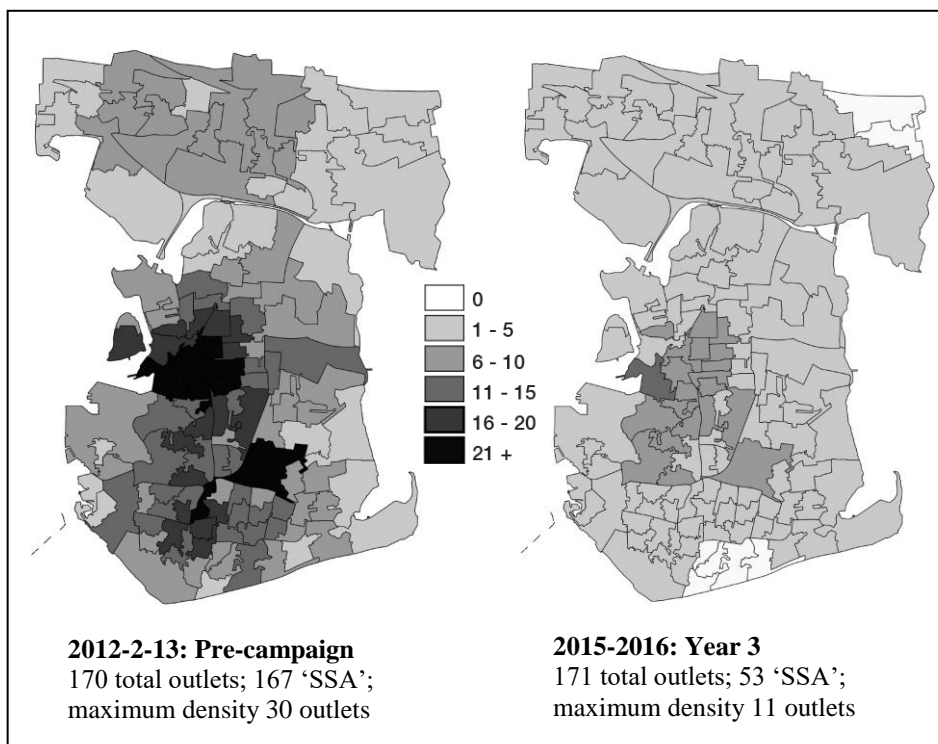 0
1 - 5
6 - 10
11 - 15
16 - 20
21 +
2012-2-13: Pre-campaign
170 total outlets; 167 ‘SSA’;
maximum density 30 outlets
2015-2016: Year 3
171 total outlets; 53 ‘SSA’;
maximum density 11 outlets